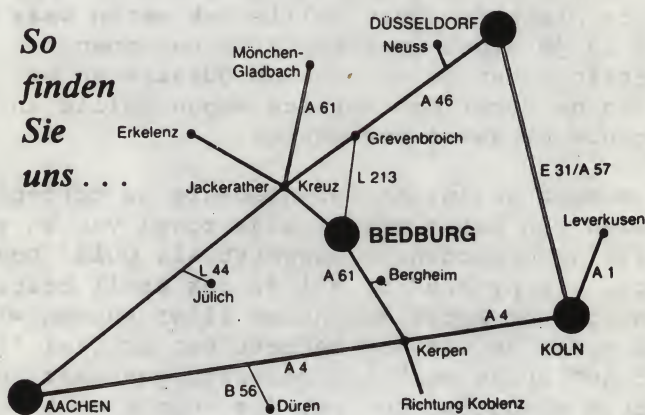 So
finden
Sie
uns . . .
DÜSSELDORF
Neuss
Mönchen-
Gladbach
A 61
A 46
Erkelenz
Grevenbroich
E 31/A 57
Jackerather Kreuz
L 213
Leverkusen
BEDBURG
A 1
L 44
Jülich
A 61
Bergheim
A 4
KÖLN
Kerpen
A 4
AACHEN
B 56
Düren
Richtung Koblenz